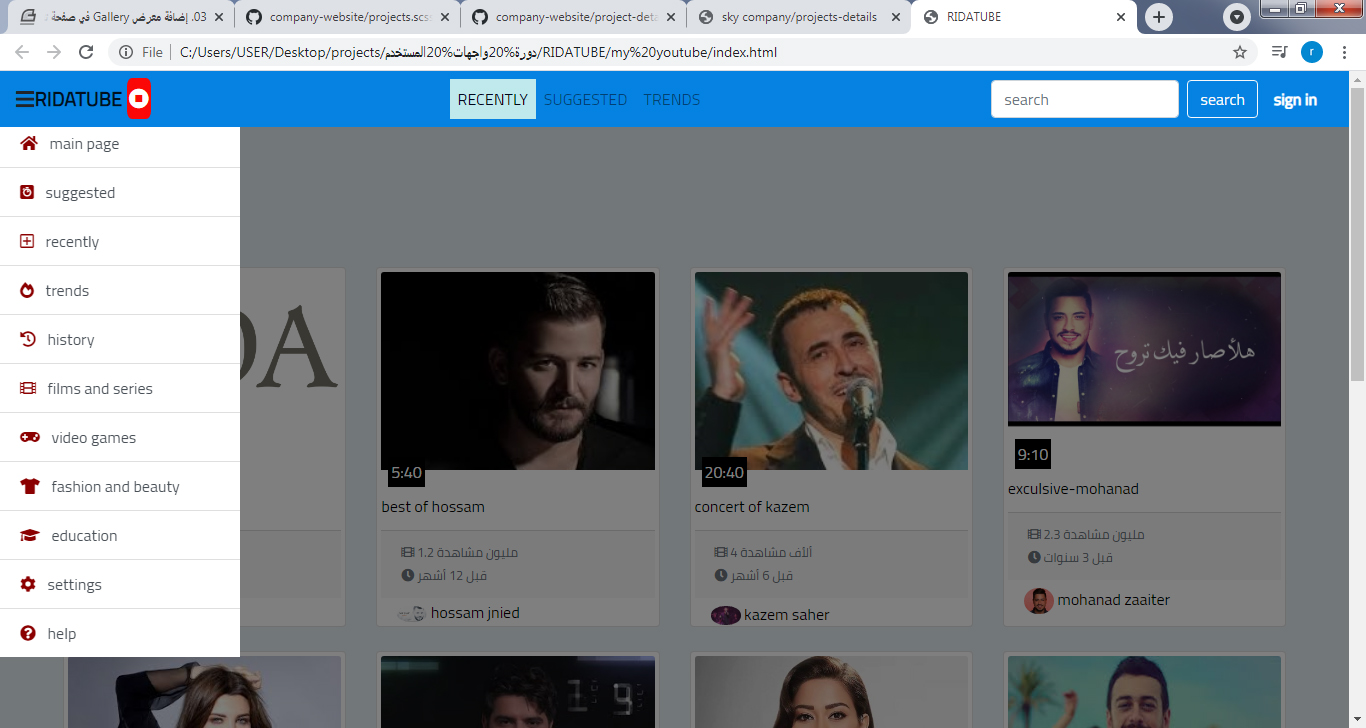 03. إضافة معرض Gallery في صفحة
company-website/projects.scs
company-website/project-deta
sky company/projects-details
RIDATUBE
File
C:/Users/USER/Desktop/projects/دورة%20واجهات%20المستخدم/RIDATUBE/my%20youtube/index.html
r
RIDATUBE
RECENTLY
SUGGESTED
TRENDS
search
search
sign in
main page
suggested
recently
trends
history
films and series
video games
fashion and beauty
education
settings
help
DA
5:40
best of hossam
1.2 مليون مشاهدة
قبل 12 أشهر
hossam jnied
20:40
concert of kazem
4 آلاف مشاهدة
قبل 6 أشهر
kazem saher
هلأ صار فيك تروح
9:10
exculsive-mohanad
2.3 مليون مشاهدة
قبل 3 سنوات
mohanad zaaiter
19